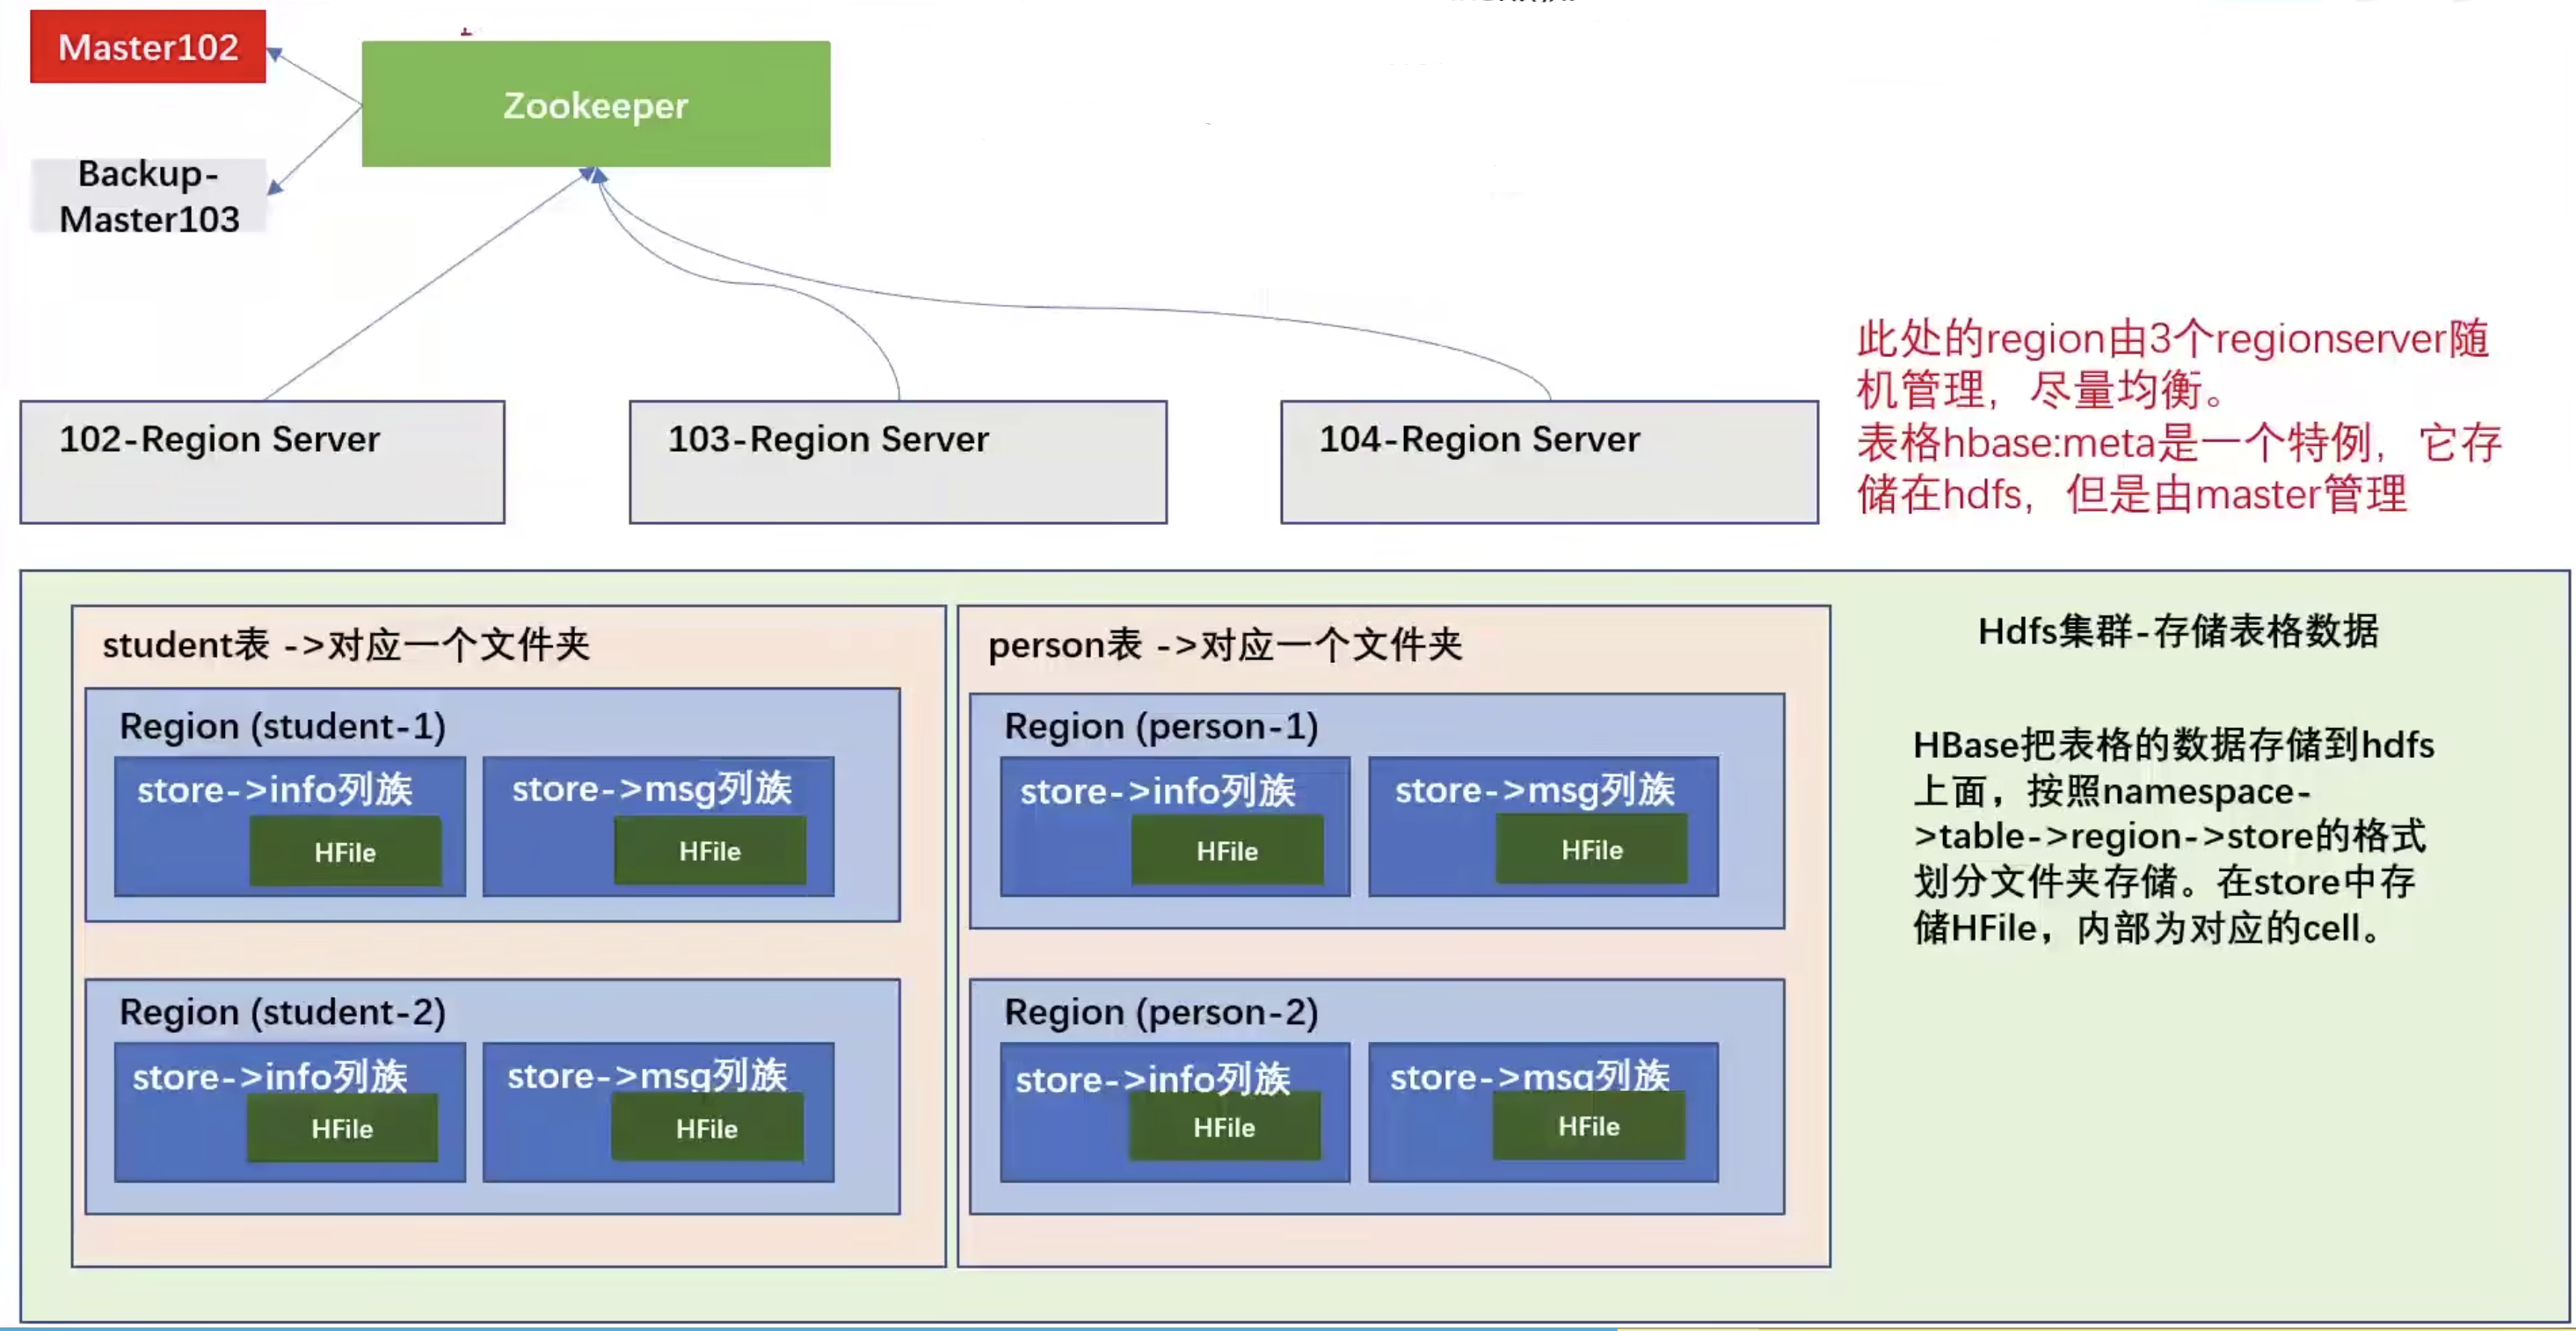 Master102
Zookeeper
Backup-
Master103
102-Region Server
103-Region Server
104-Region Server
此处的region由3个regionserver随
机管理，尽量均衡。
表格hbase:meta是一个特例，它存
储在hdfs，但是由master管理
student表 ->对应一个文件夹
Region (student-1)
store->info列族
HFile
store->msg列族
HFile
Region (student-2)
store->info列族
HFile
store->msg列族
HFile
person表 ->对应一个文件夹
Region (person-1)
store->info列族
HFile
store->msg列族
HFile
Region (person-2)
store->info列族
HFile
store->msg列族
HFile
Hdfs集群-存储表格数据
HBase把表格的数据存储到hdfs
上面，按照namespace-
>table->region->store的格式
划分文件夹存储。在store中存
储HFile，内部为对应的cell。